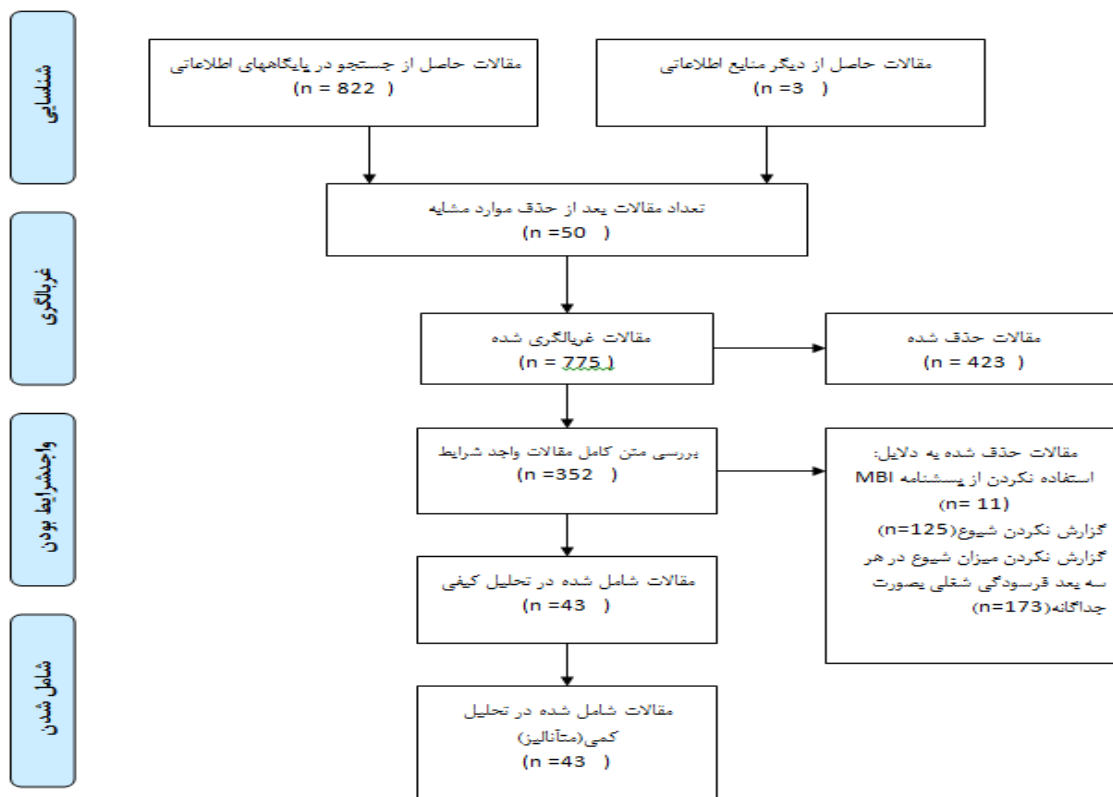 شناسایی
مقالات حاصل از جستجو در پایگاههای اطلاعاتی
(n = 822 )
مقالات حاصل از دیگر منابع اطلاعاتی
(n =3 )
تعداد مقالات بعد از حذف موارد مشابه
(n =50 )
غربالگری
مقالات غربالگری شده
(n = 775)
مقالات حذف شده
(n = 423 )
واجدشرایط بودن
بررسی متن کامل مقالات واجد شرایط
(n =352 )
مقالات حذف شده به دلایل:
استفاده نکردن از پسشنامه MBI
(n= 11)
گزارش نکردن شیوع(n=125)
گزارش نکردن میزان شیوع در هر
سه بعد فرسودگی شغلی بصورت
جداگانه(n=173)
مقالات شامل شده در تحلیل کیفی
(n =43 )
شامل شدن
مقالات شامل شده در تحلیل
کمی(متآنالیز)
(n =43 )